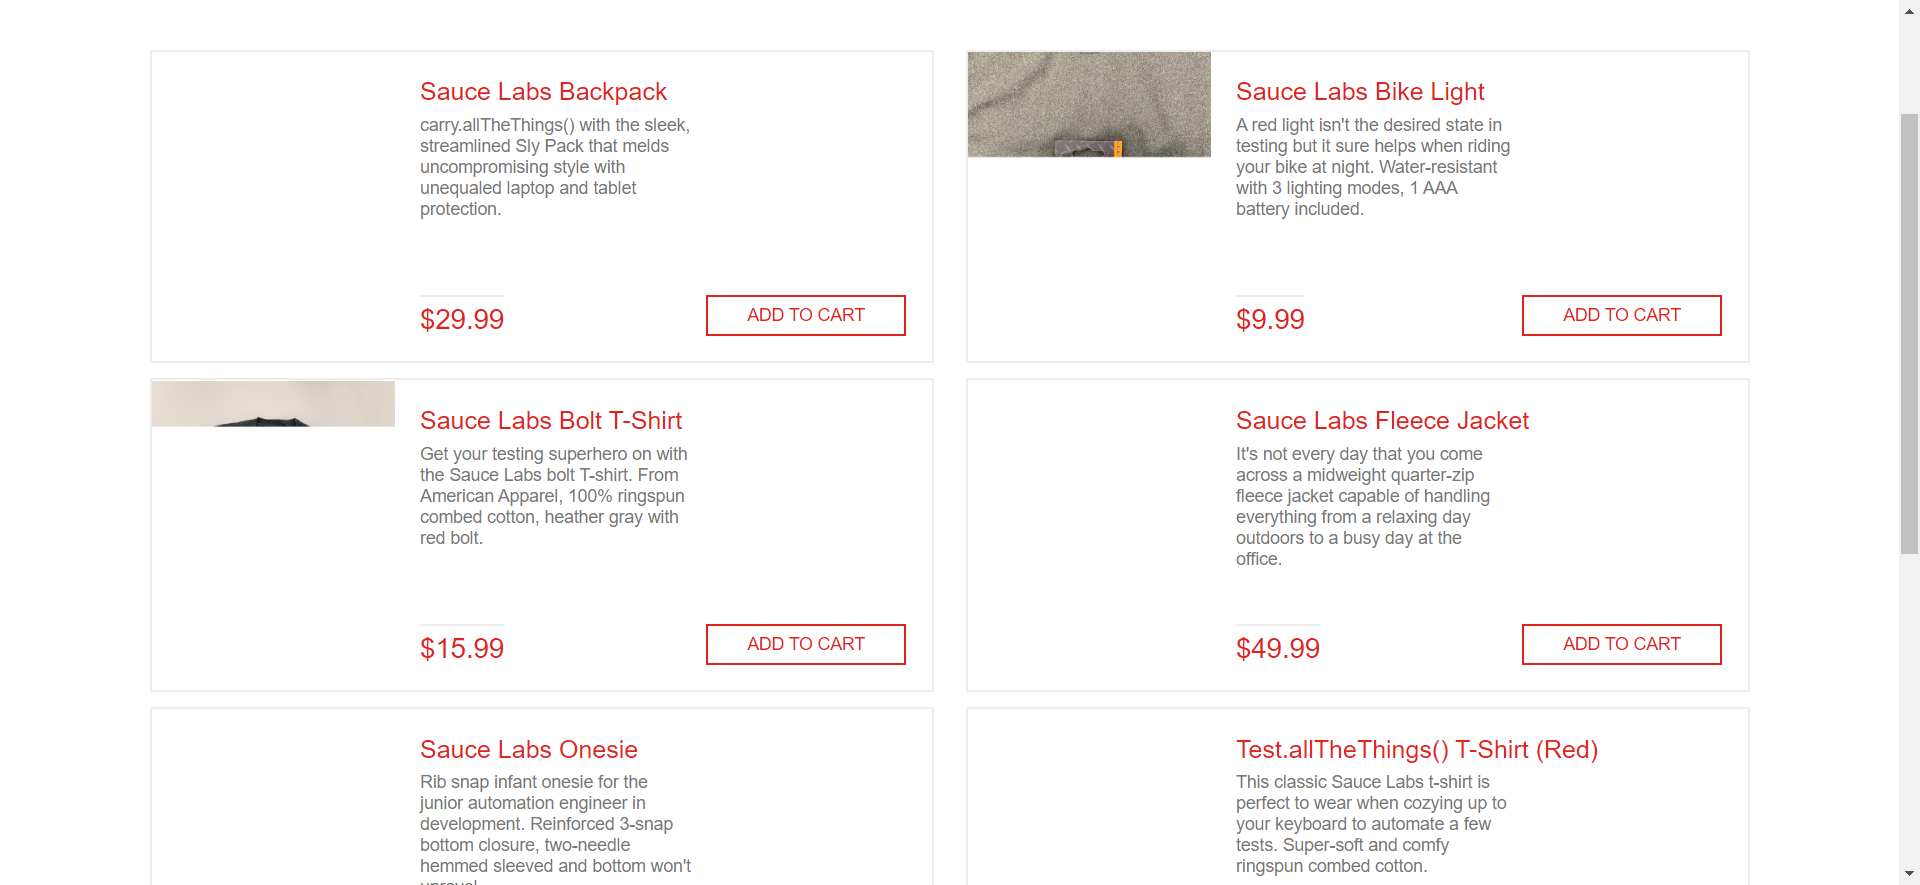 Sauce Labs Backpack
carry.allTheThings() with the sleek,
streamlined Sly Pack that melds
uncompromising style with
unequaled laptop and tablet
protection.
$29.99
ADD TO CART
Sauce Labs Bike Light
A red light isn't the desired state in
testing but it sure helps when riding
your bike at night. Water-resistant
with 3 lighting modes, 1 AAA
battery included.
$9.99
ADD TO CART
Sauce Labs Bolt T-Shirt
Get your testing superhero on with
the Sauce Labs bolt T-shirt. From
American Apparel, 100% ringspun
combed cotton, heather gray with
red bolt.
$15.99
ADD TO CART
Sauce Labs Fleece Jacket
It's not every day that you come
across a midweight quarter-zip
fleece jacket capable of handling
everything from a relaxing day
outdoors to a busy day at the
office.
$49.99
ADD TO CART
Sauce Labs Onesie
Rib snap infant onesie for the
junior automation engineer in
development. Reinforced 3-snap
bottom closure, two-needle
hemmed sleeved and bottom won't
Test.allTheThings() T-Shirt (Red)
This classic Sauce Labs t-shirt is
perfect to wear when cozying up to
your keyboard to automate a few
tests. Super-soft and comfy
ringspun combed cotton.